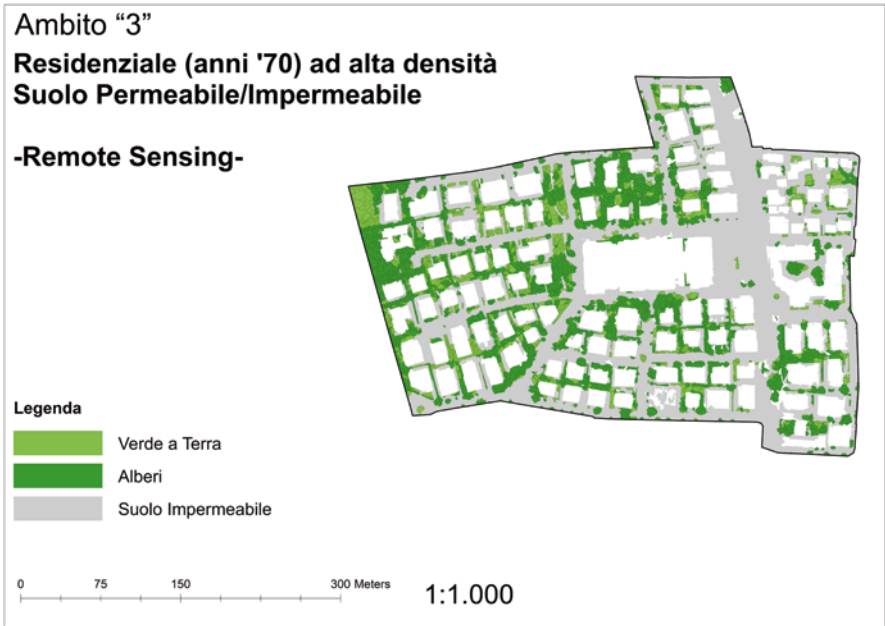 Ambito “3”
Residenziale (anni '70) ad alta densità
Suolo Permeabile/Impermeabile
-Remote Sensing-
Legenda
Verde a Terra
Alberi
Suolo Impermeabile
0 75 150 300 Meters
1:1.000